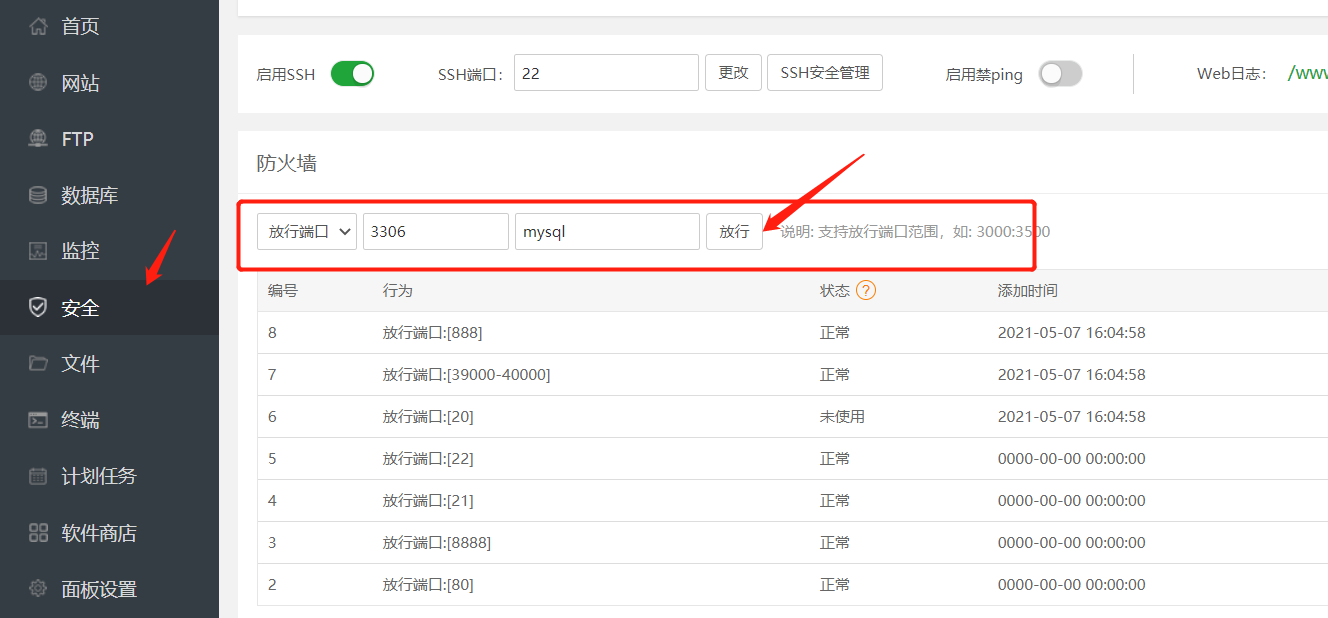 首页
网站
FTP
数据库
监控
安全
文件
终端
计划任务
软件商店
面板设置
启用SSH SSH端口: 22 更改 SSH安全管理 启用禁ping Web日志: /www
防火墙
放行端口 3306 mysql 放行 说明: 支持放行端口范围，如: 3000:3500
编号 行为 状态 ? 添加时间
8 放行端口:[888] 正常 2021-05-07 16:04:58
7 放行端口:[39000-40000] 正常 2021-05-07 16:04:58
6 放行端口:[20] 未使用 2021-05-07 16:04:58
5 放行端口:[22] 正常 0000-00-00 00:00:00
4 放行端口:[21] 正常 0000-00-00 00:00:00
3 放行端口:[8888] 正常 0000-00-00 00:00:00
2 放行端口:[80] 正常 0000-00-00 00:00:00